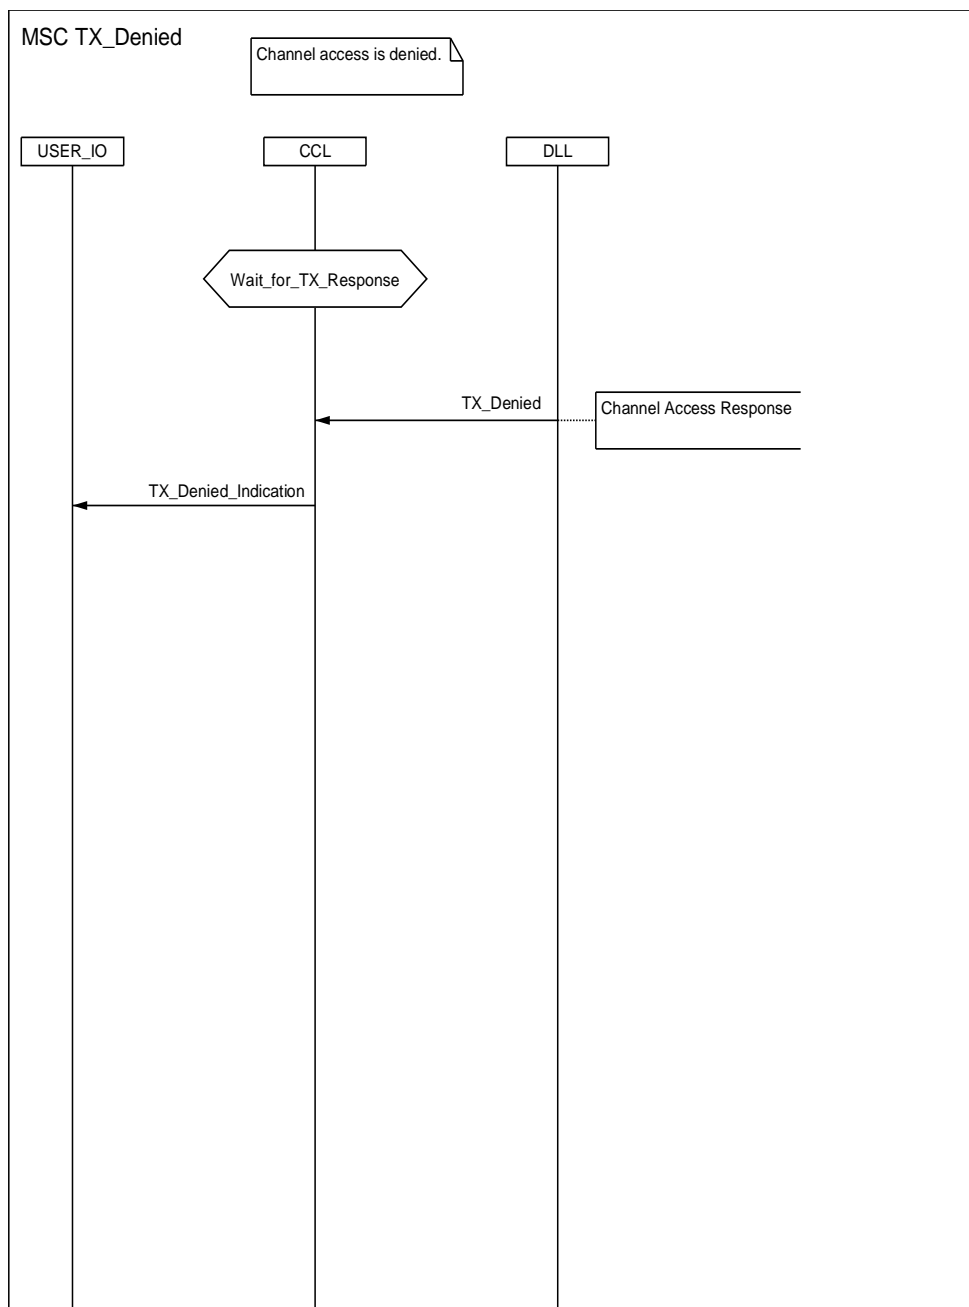 MSC TX_Denied
Channel access is denied.
USER_IO
CCL
DLL
Wait_for_TX_Response
TX_Denied
Channel Access Response
TX_Denied_Indication